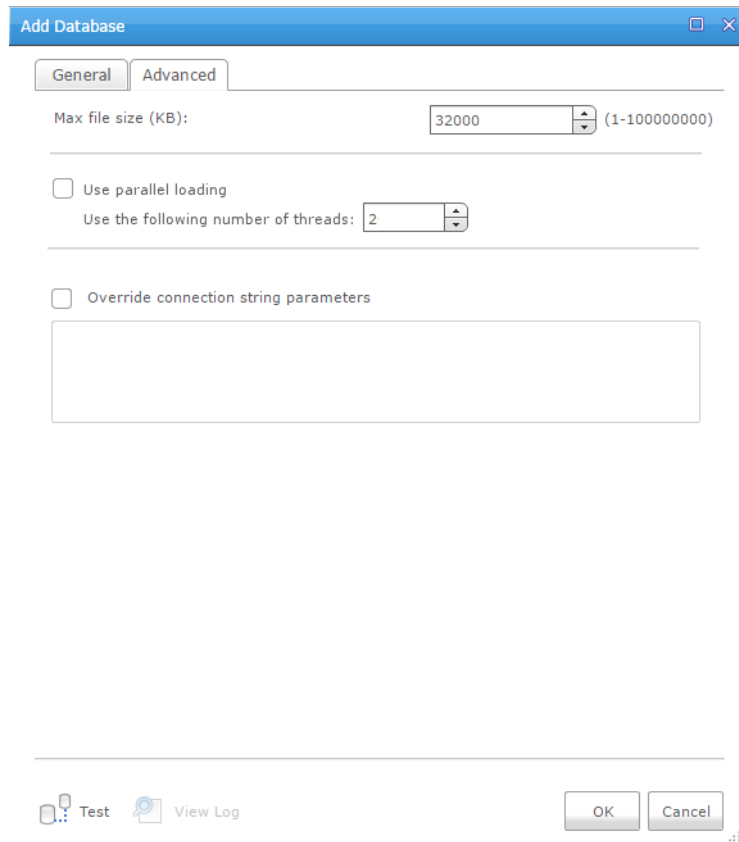 Add Database
General Advanced
Max file size (KB): 32000 (1-100000000)
Use parallel loading
Use the following number of threads: 2
Override connection string parameters
Test View Log OK Cancel